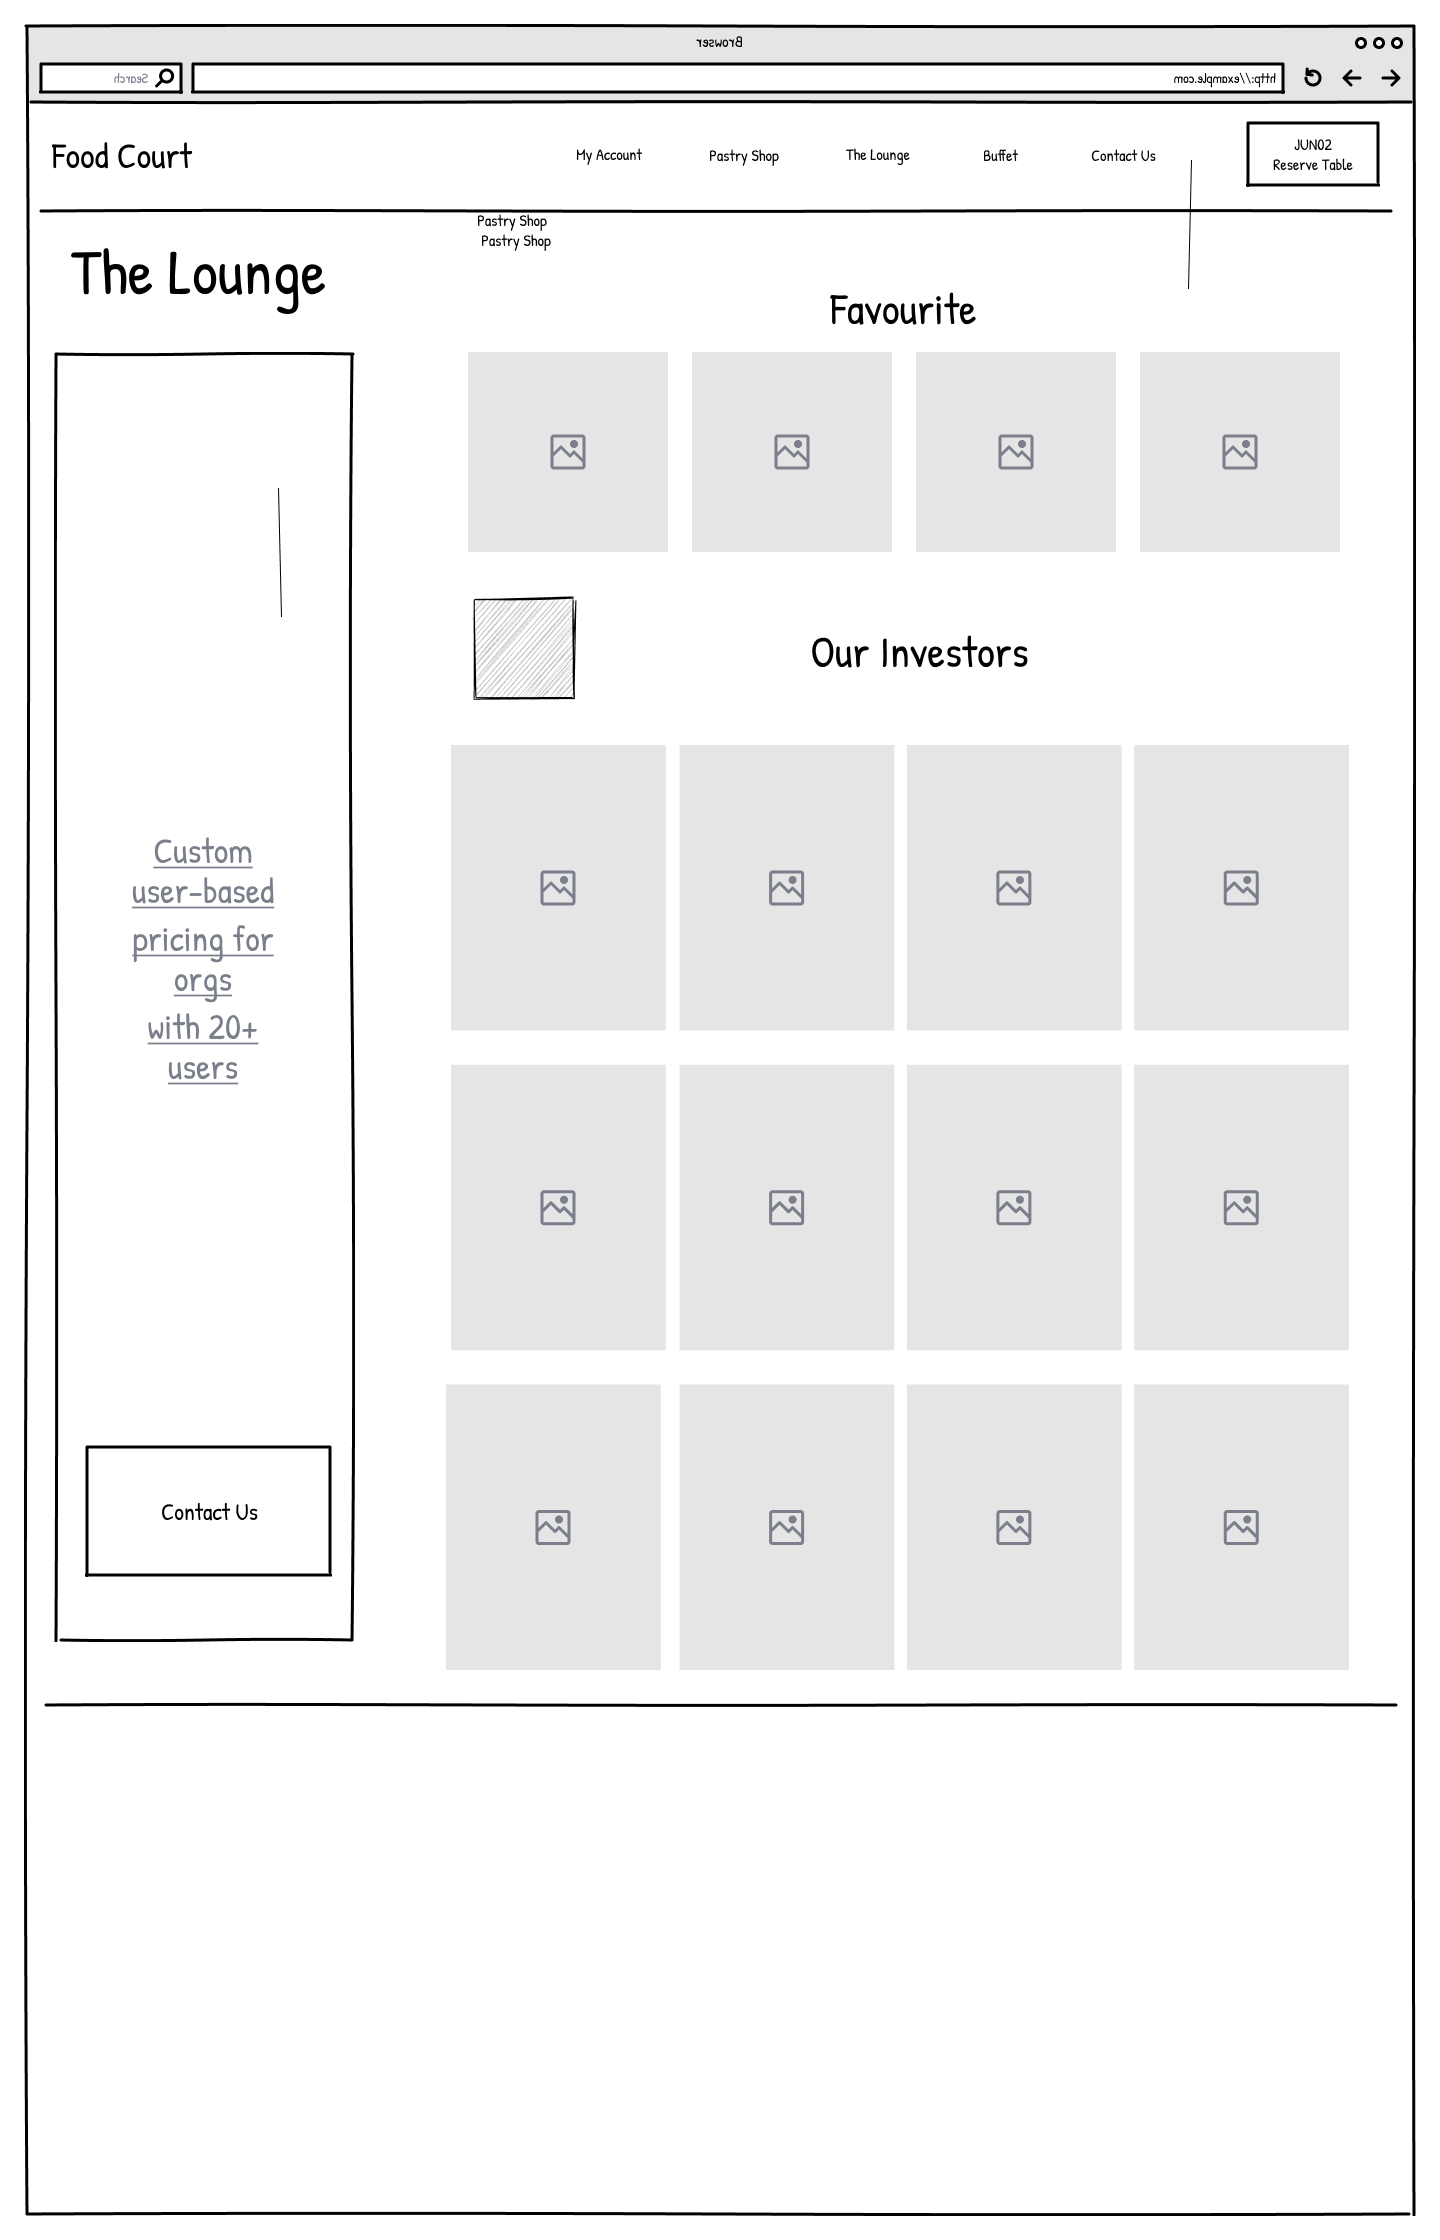 Browser
Search
http://example.com
Food Court
My Account
Pastry Shop
The Lounge
Buffet
Contact Us
JUN02
Reserve Table
Pastry Shop
Pastry Shop
The Lounge
Favourite
Our Investors
Custom
user-based
pricing for
orgs
with 20+
users
Contact Us